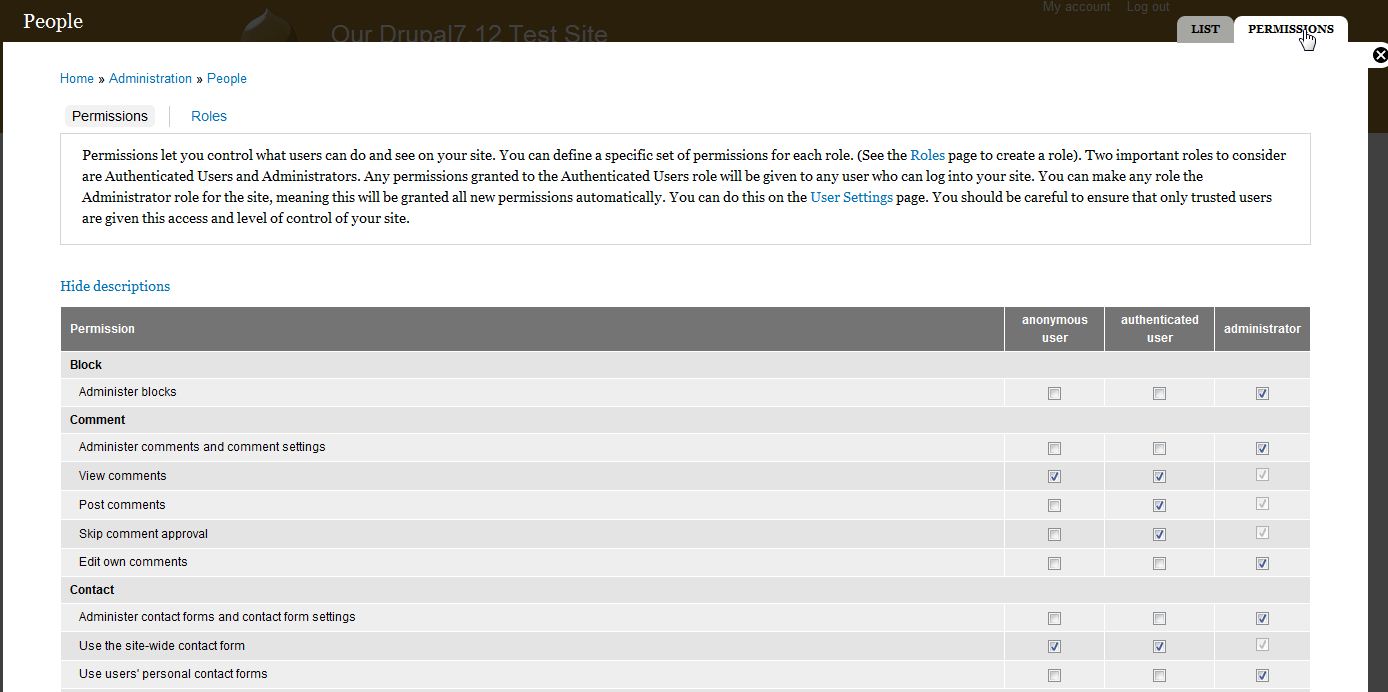 People
Our Drupal7.12 Test Site
My account Log out
LIST PERMISSIONS
Home » Administration » People
Permissions Roles
Permissions let you control what users can do and see on your site. You can define a specific set of permissions for each role. (See the Roles page to create a role). Two important roles to consider
are Authenticated Users and Administrators. Any permissions granted to the Authenticated Users role will be given to any user who can log into your site. You can make any role the
Administrator role for the site, meaning this will be granted all new permissions automatically. You can do this on the User Settings page. You should be careful to ensure that only trusted users
are given this access and level of control of your site.
Hide descriptions
Permission anonymous user authenticated user administrator
Block
Administer blocks
Comment
Administer comments and comment settings
View comments
Post comments
Skip comment approval
Edit own comments
Contact
Administer contact forms and contact form settings
Use the site-wide contact form
Use users' personal contact forms